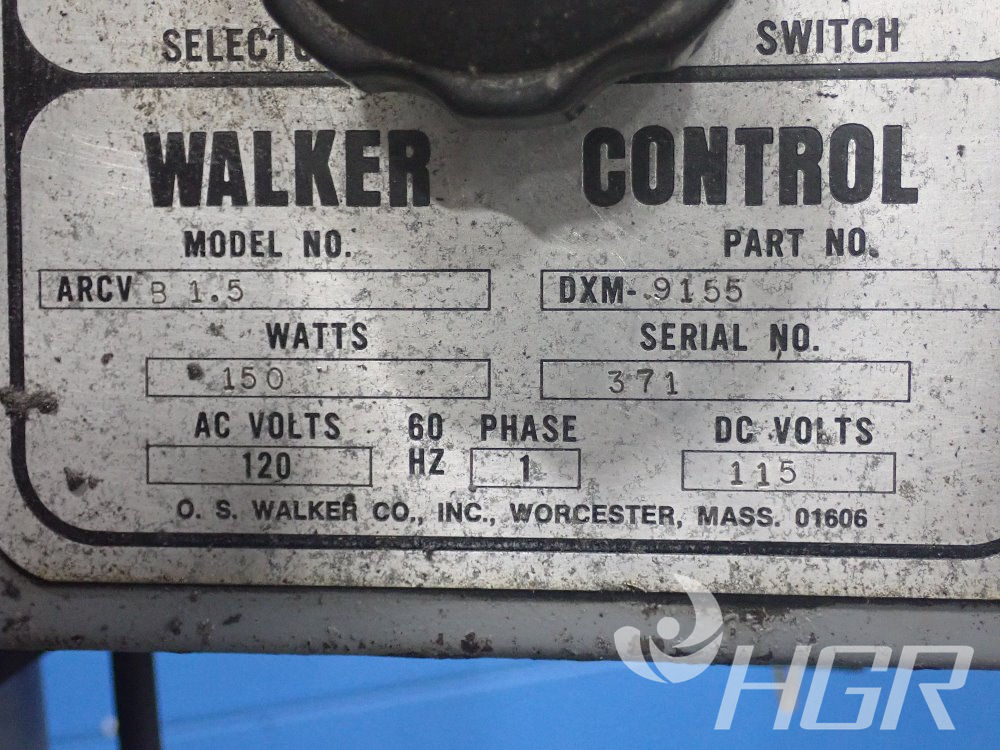 SELECTO SWITCH
WALKER CONTROL
MODEL NO. PART NO.
ARCV B 1.5 DXM- 9155
WATTS SERIAL NO.
150 371
AC VOLTS 60 PHASE DC VOLTS
120 HZ 1 115
O. S. WALKER CO., INC., WORCESTER, MASS. 01606
HGR